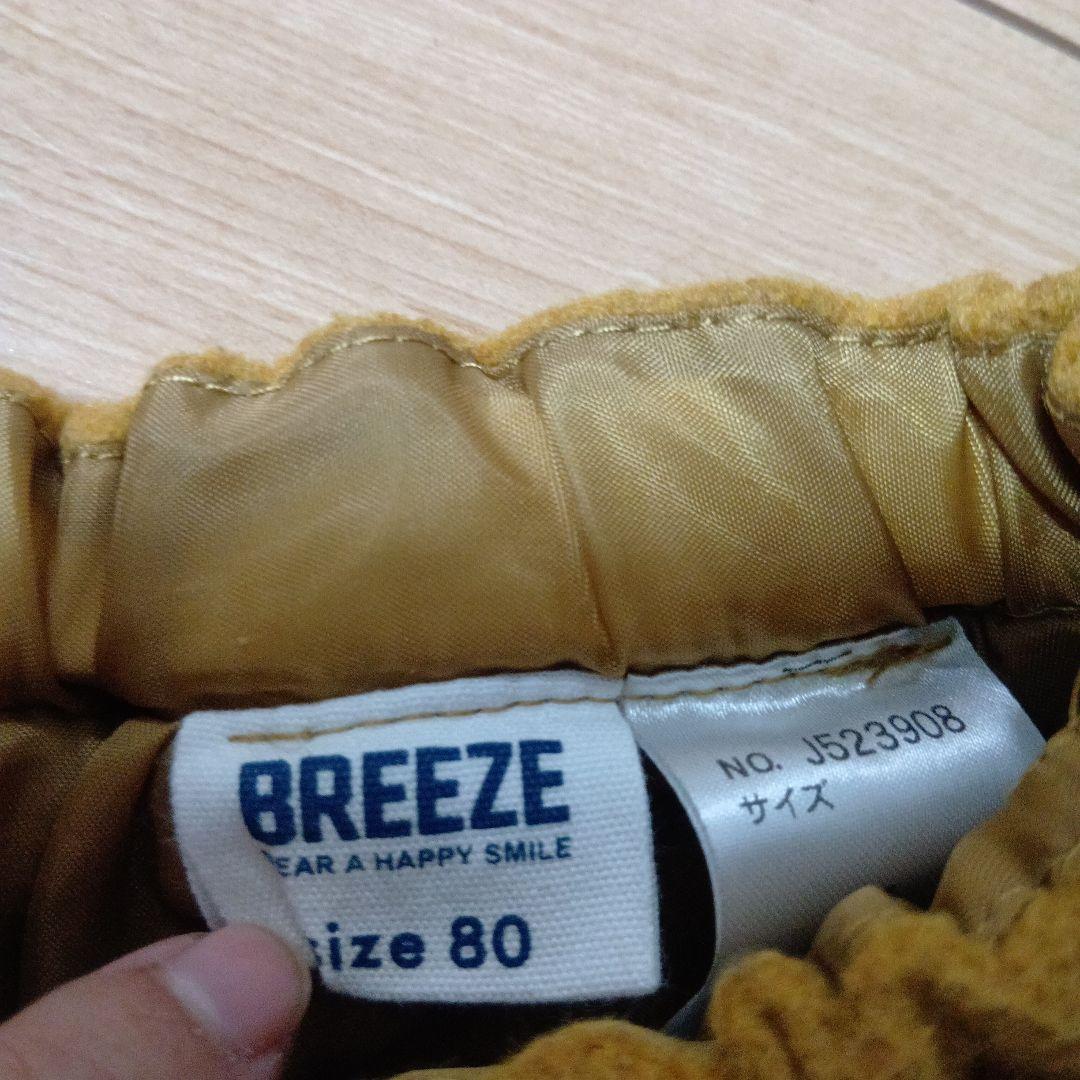 BREEZE
EAR A HAPPY SMILE
size 80
NO. J523908
サイズ